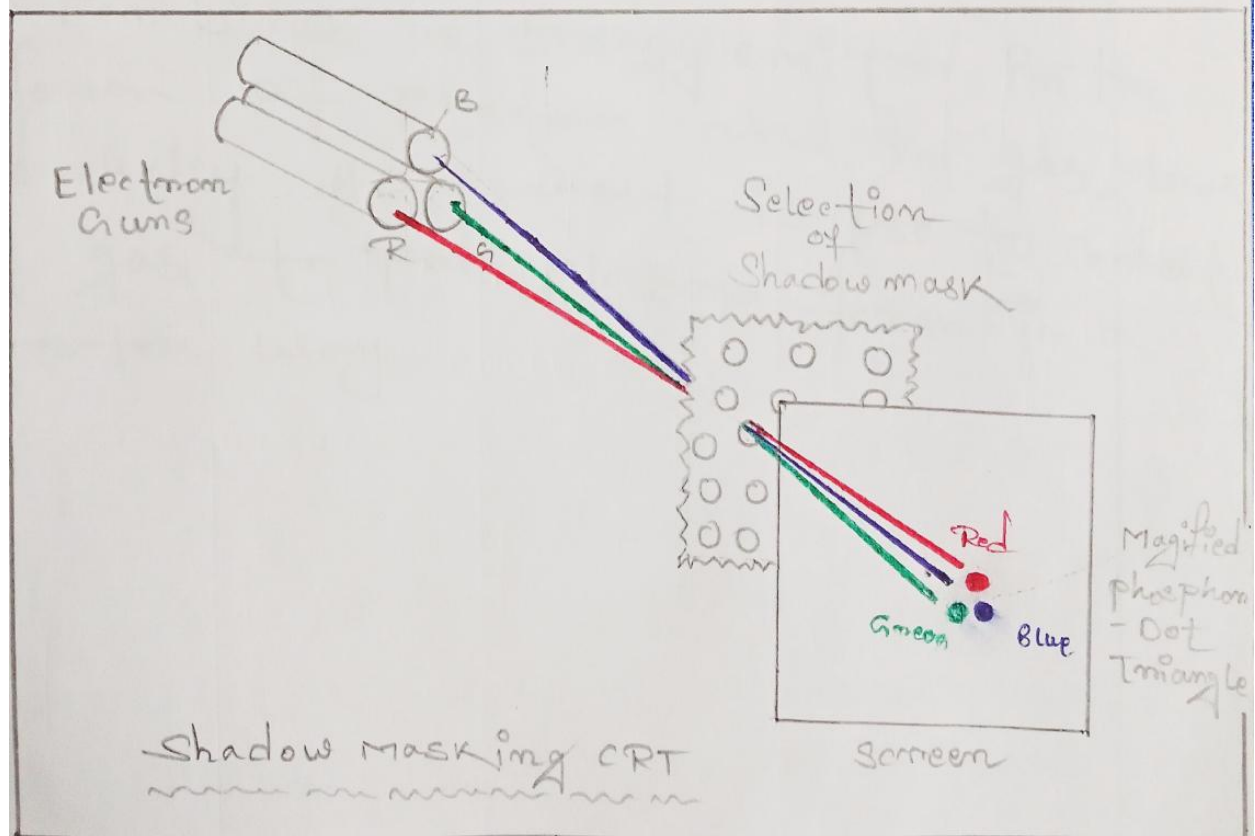 B
Electron
Guns
R
G
Selection
of
Shadow mask
Red
Green
Blue
Magified
phosphor
- Dot
Triangle
Screen
Shadow Masking CRT